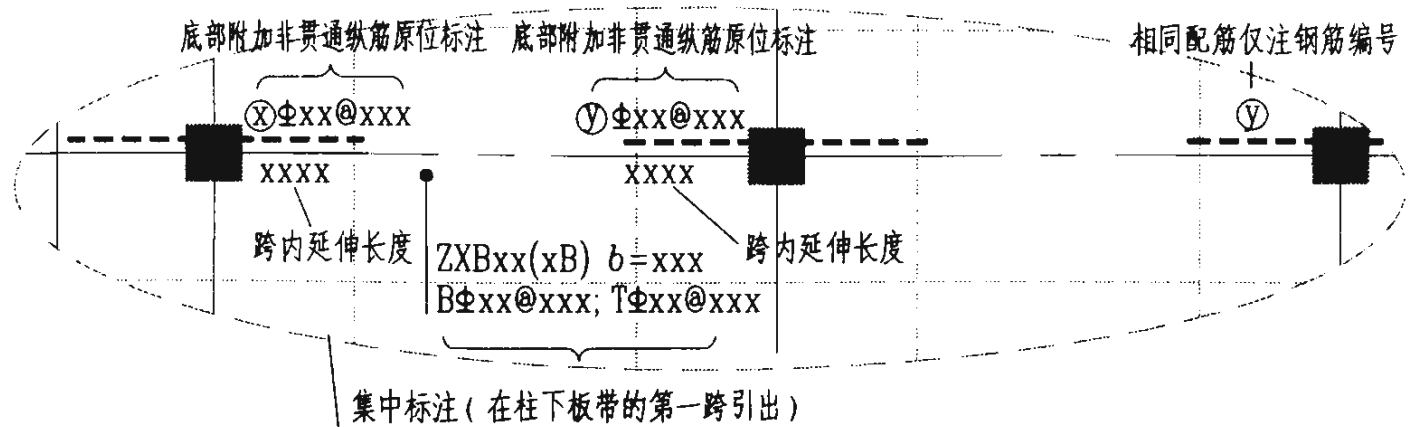 底部附加非贯通纵筋原位标注
底部附加非贯通纵筋原位标注
相同配筋仅注钢筋编号
ⓧΦxx@xxx
ⓨΦxx@xxx
ⓨ
xxxx
xxxx
跨内延伸长度
跨内延伸长度
ZXBxx(xB) b=xxx
BΦxx@xxx; TΦxx@xxx
集中标注(在柱下板带的第一跨引出)